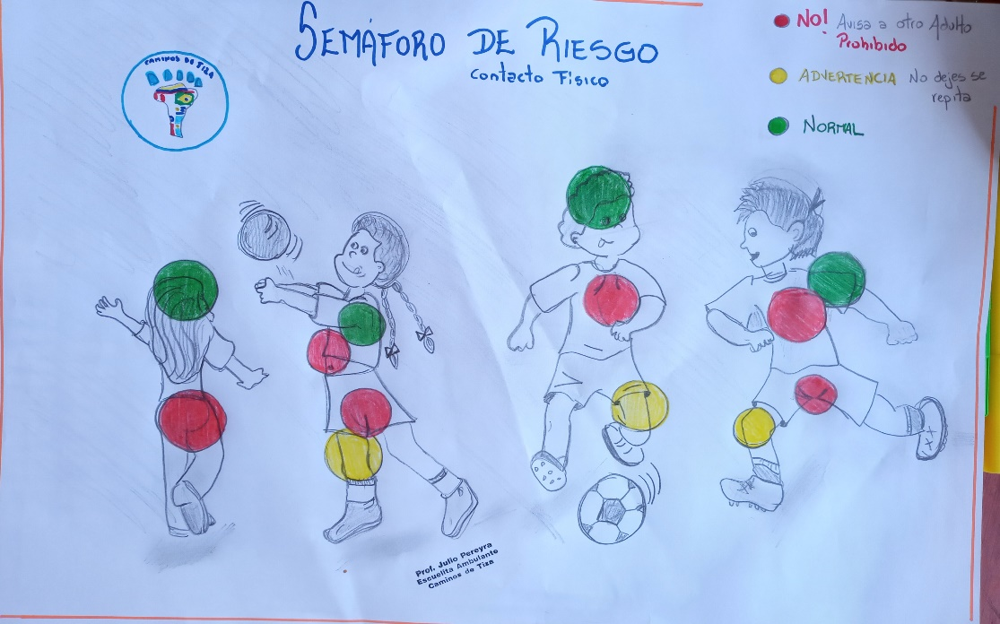 SEMÁFORO DE RIESGO
contacto Físico
CAMINOS DE TIZA
NO! Avisa a otro Adulto
Prohibido
ADVERTENCIA No dejes se
repita
NORMAL
Prof. Julio Pereyra
Escuelita Ambulante
Caminos de Tiza